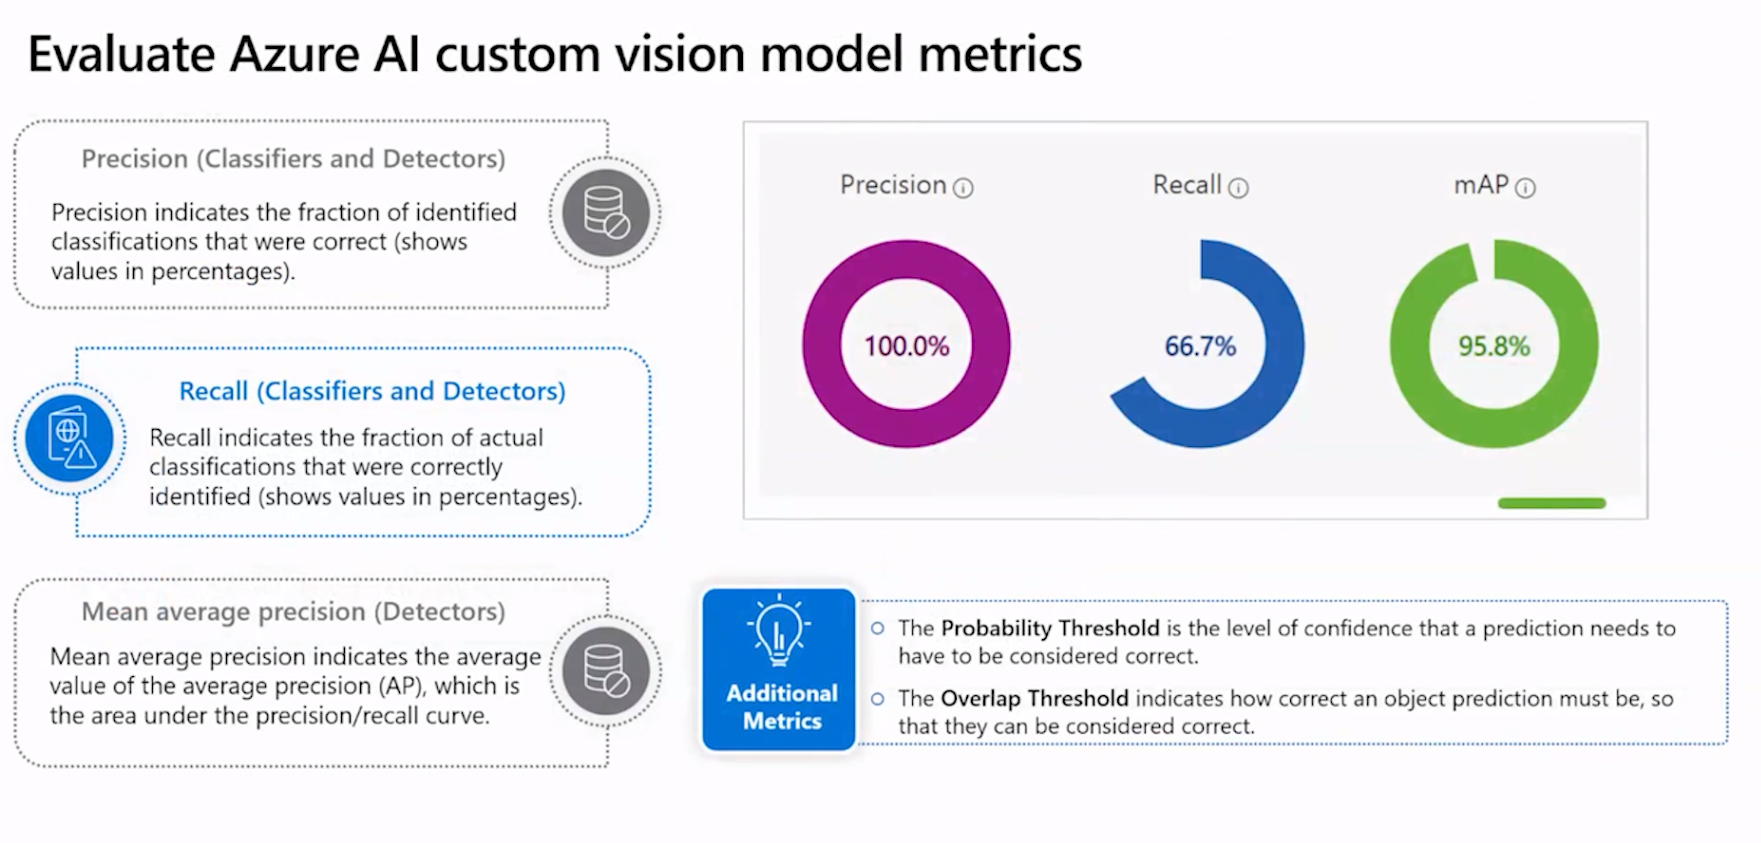 Evaluate Azure AI custom vision model metrics
Precision (Classifiers and Detectors)
Precision indicates the fraction of identified
classifications that were correct (shows
values in percentages).
Recall (Classifiers and Detectors)
Recall indicates the fraction of actual
classifications that were correctly
identified (shows values in percentages).
Mean average precision (Detectors)
Mean average precision indicates the average
value of the average precision (AP), which is
the area under the precision/recall curve.
Precision
Recall
mAP
100.0%
66.7%
95.8%
Additional
Metrics
The Probability Threshold is the level of confidence that a prediction needs to
have to be considered correct.
The Overlap Threshold indicates how correct an object prediction must be, so
that they can be considered correct.